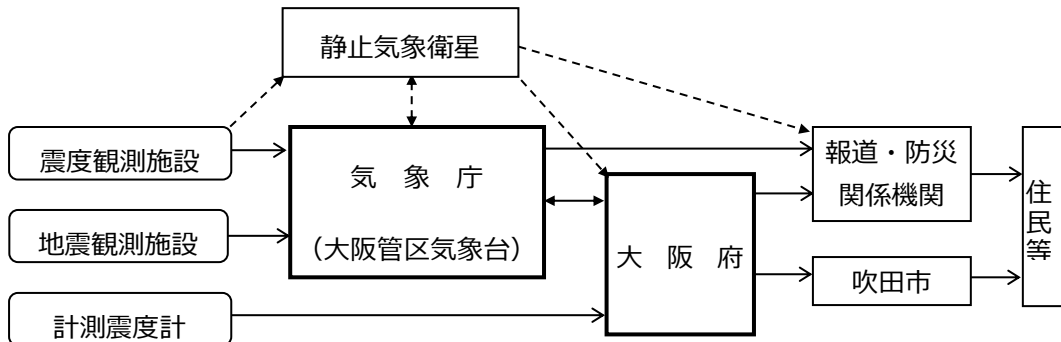 静止気象衛星
震度観測施設
地震観測施設
計測震度計
気　象　庁
（大阪管区気象台）
大　阪　府
報道・防災
関係機関
吹田市
住民等